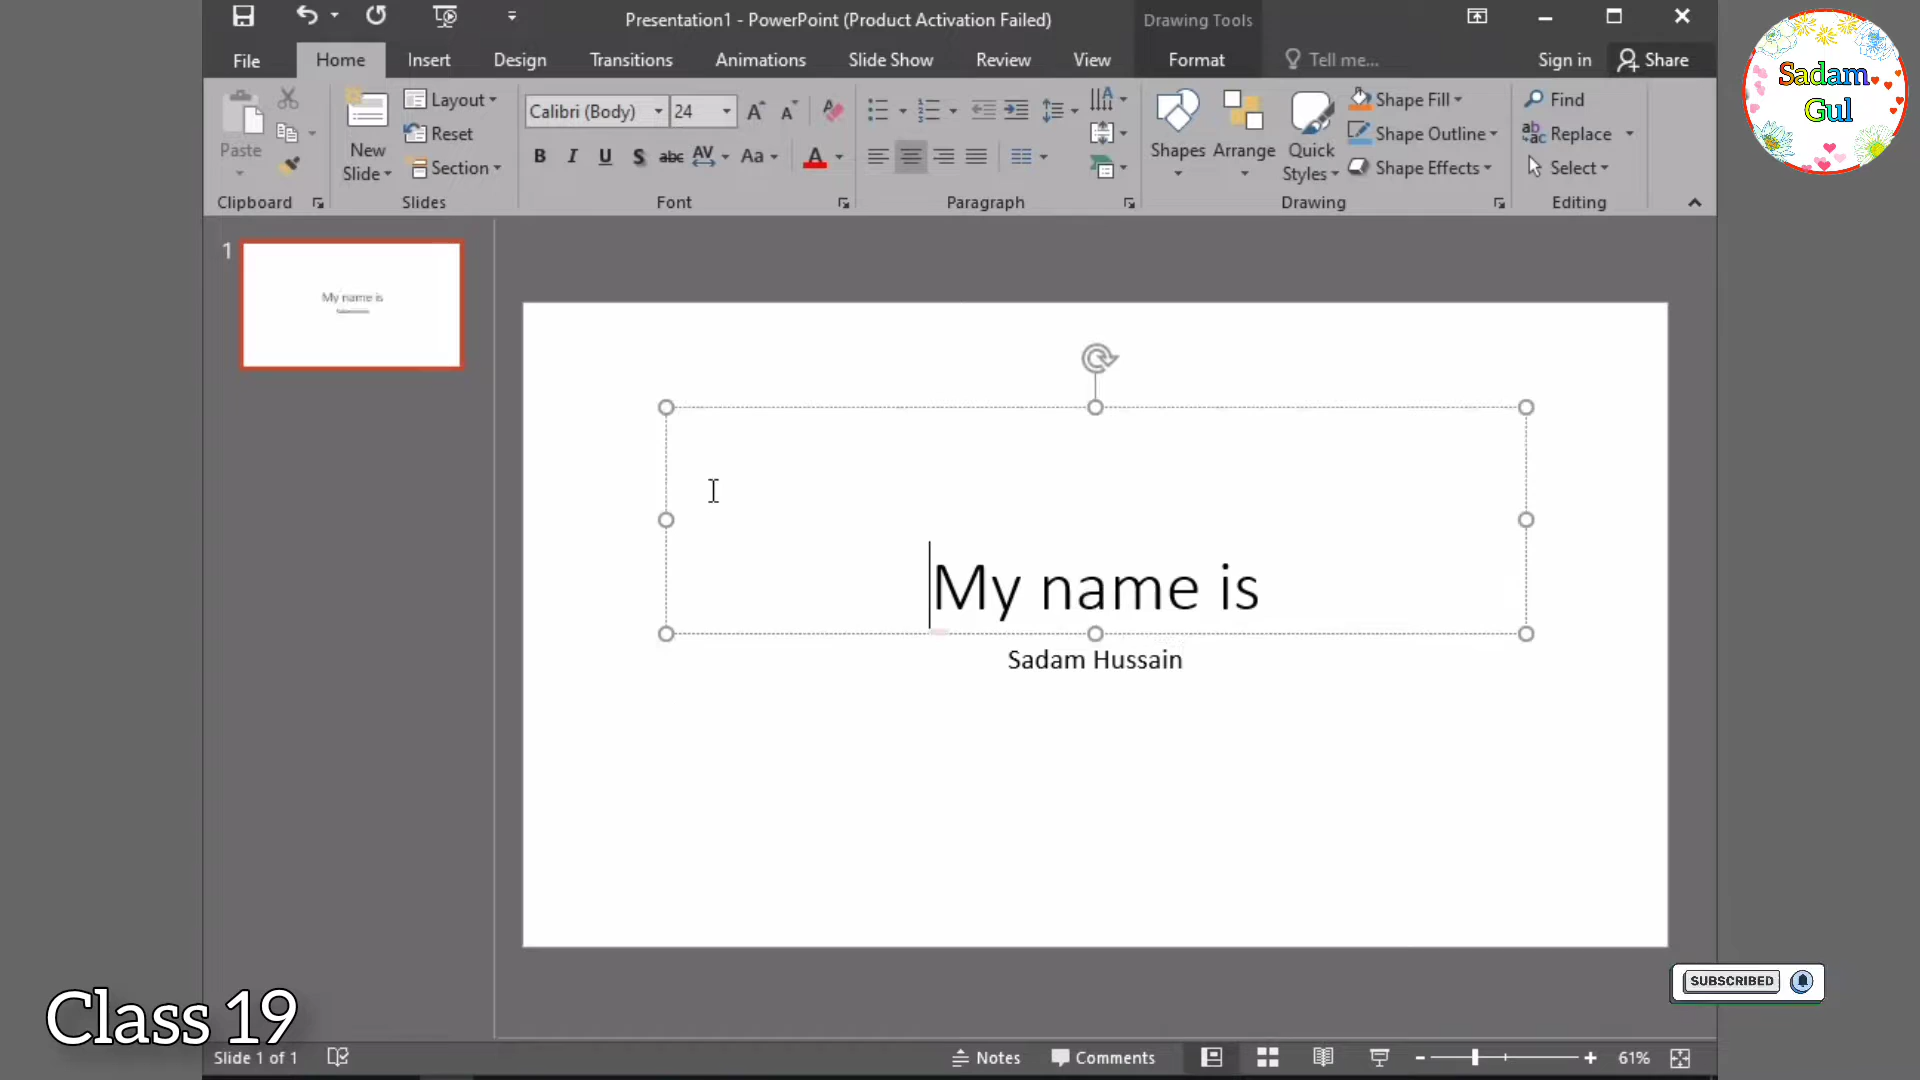 Presentation1 - PowerPoint (Product Activation Failed)
Drawing Tools
File
Home
Insert
Design
Transitions
Animations
Slide Show
Review
View
Format
Tell me...
Sign in
Share
Sadam
Gul
Paste
Clipboard
New
Slide
Layout
Reset
Section
Slides
Calibri (Body)
24
B
I
U
S
abc
AV
Aa
A
Font
Paragraph
Shapes
Arrange
Quick
Styles
Shape Fill
Shape Outline
Shape Effects
Drawing
Find
Replace
Select
Editing
1
My name is
My name is
Sadam Hussain
SUBSCRIBED
Class 19
Slide 1 of 1
Notes
Comments
61%